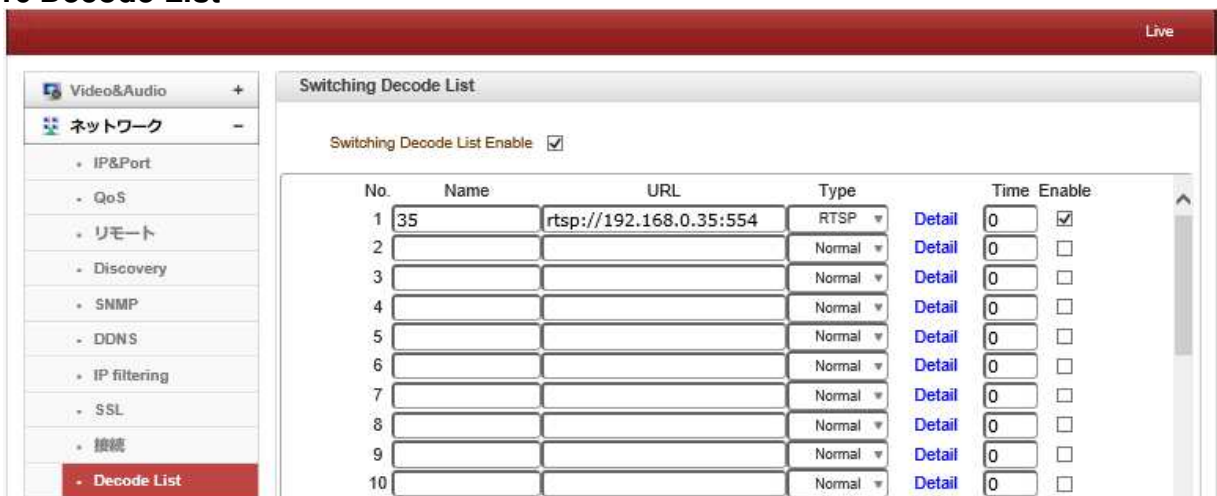 Decode List
Live
Video&Audio +
ネットワーク -
IP&Port
QoS
リモート
Discovery
SNMP
DDNS
IP filtering
SSL
接続
Decode List
Switching Decode List
Switching Decode List Enable
No. Name URL Type Time Enable
1 35 rtsp://192.168.0.35:554 RTSP Detail 0
2 Normal Detail 0
3 Normal Detail 0
4 Normal Detail 0
5 Normal Detail 0
6 Normal Detail 0
7 Normal Detail 0
8 Normal Detail 0
9 Normal Detail 0
10 Normal Detail 0